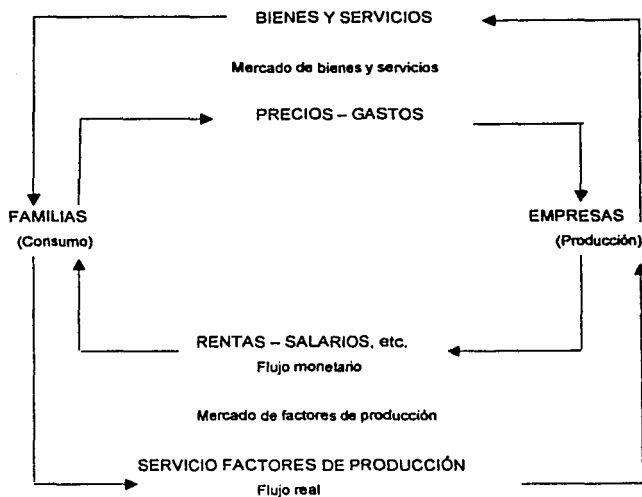 BIENES Y SERVICIOS
Mercado de bienes y servicios
PRECIOS – GASTOS
FAMILIAS
(Consumo)
EMPRESAS
(Producción)
RENTAS – SALARIOS, etc.
Flujo monetario
Mercado de factores de producción
SERVICIO FACTORES DE PRODUCCIÓN
Flujo real